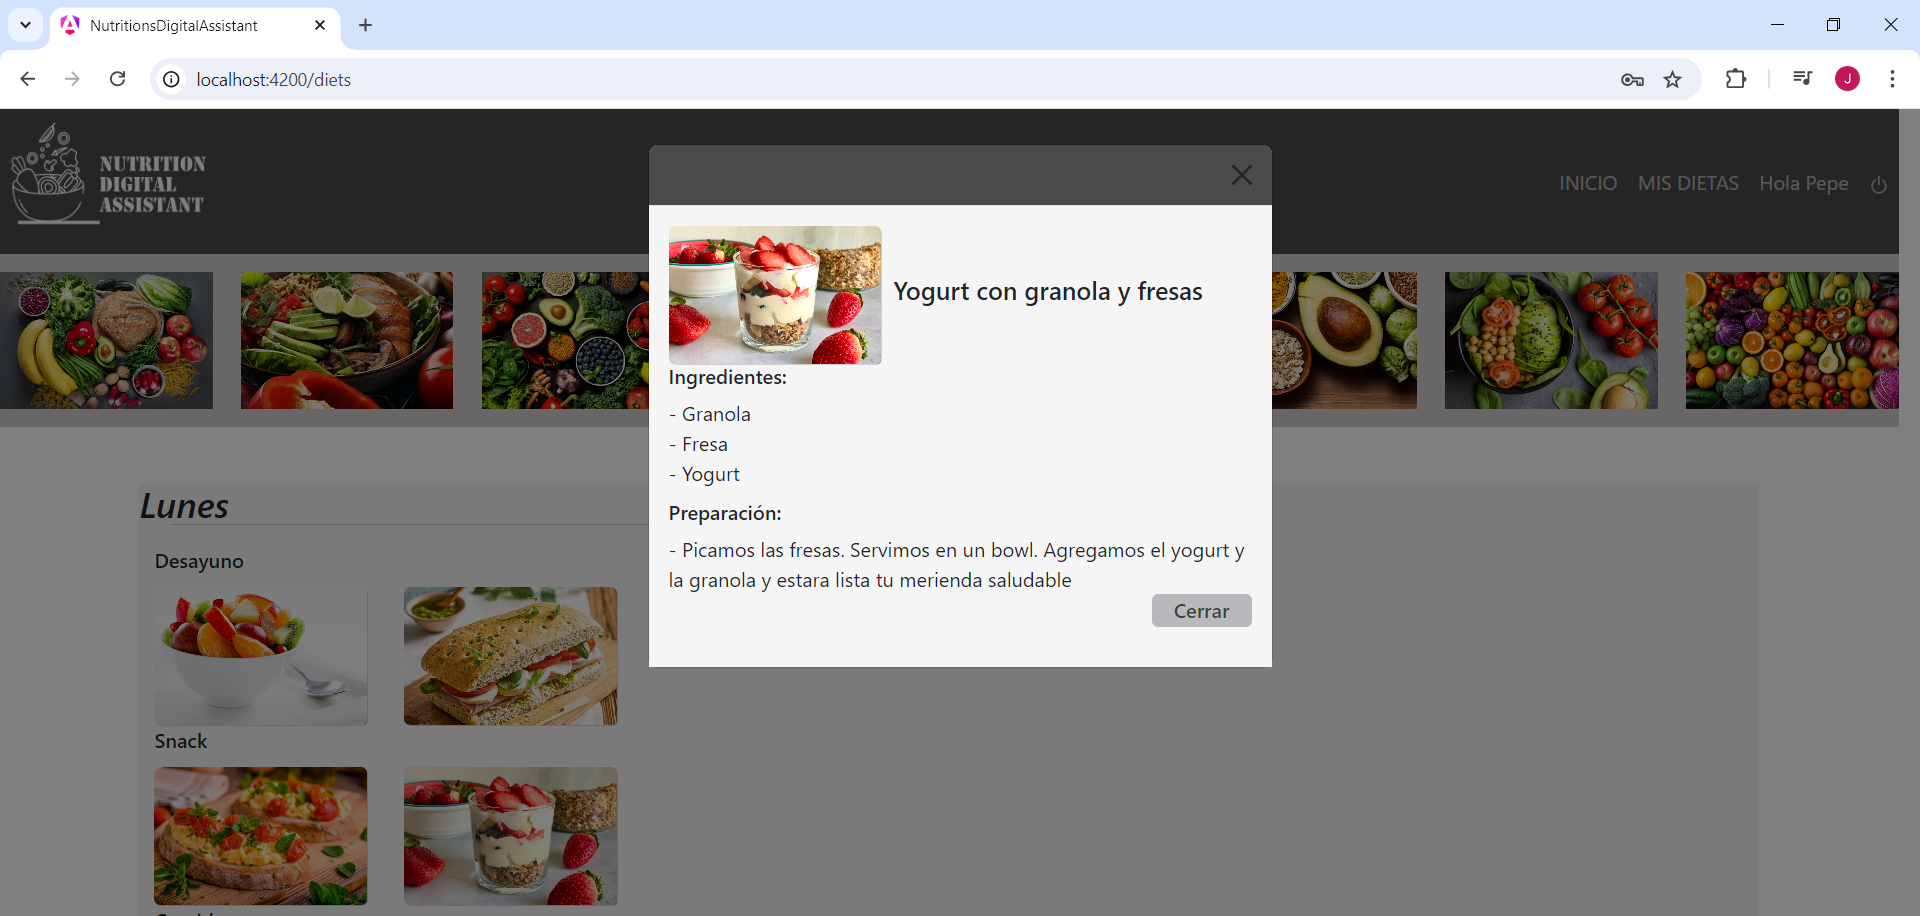 NutritionsDigitalAssistant
localhost:4200/diets
J
NUTRITION
DIGITAL
ASSISTANT
INICIO MIS DIETAS Hola Pepe
Yogurt con granola y fresas
Ingredientes:
- Granola
- Fresa
- Yogurt
Preparación:
- Picamos las fresas. Servimos en un bowl. Agregamos el yogurt y
la granola y estara lista tu merienda saludable
Cerrar
Lunes
Desayuno
Snack